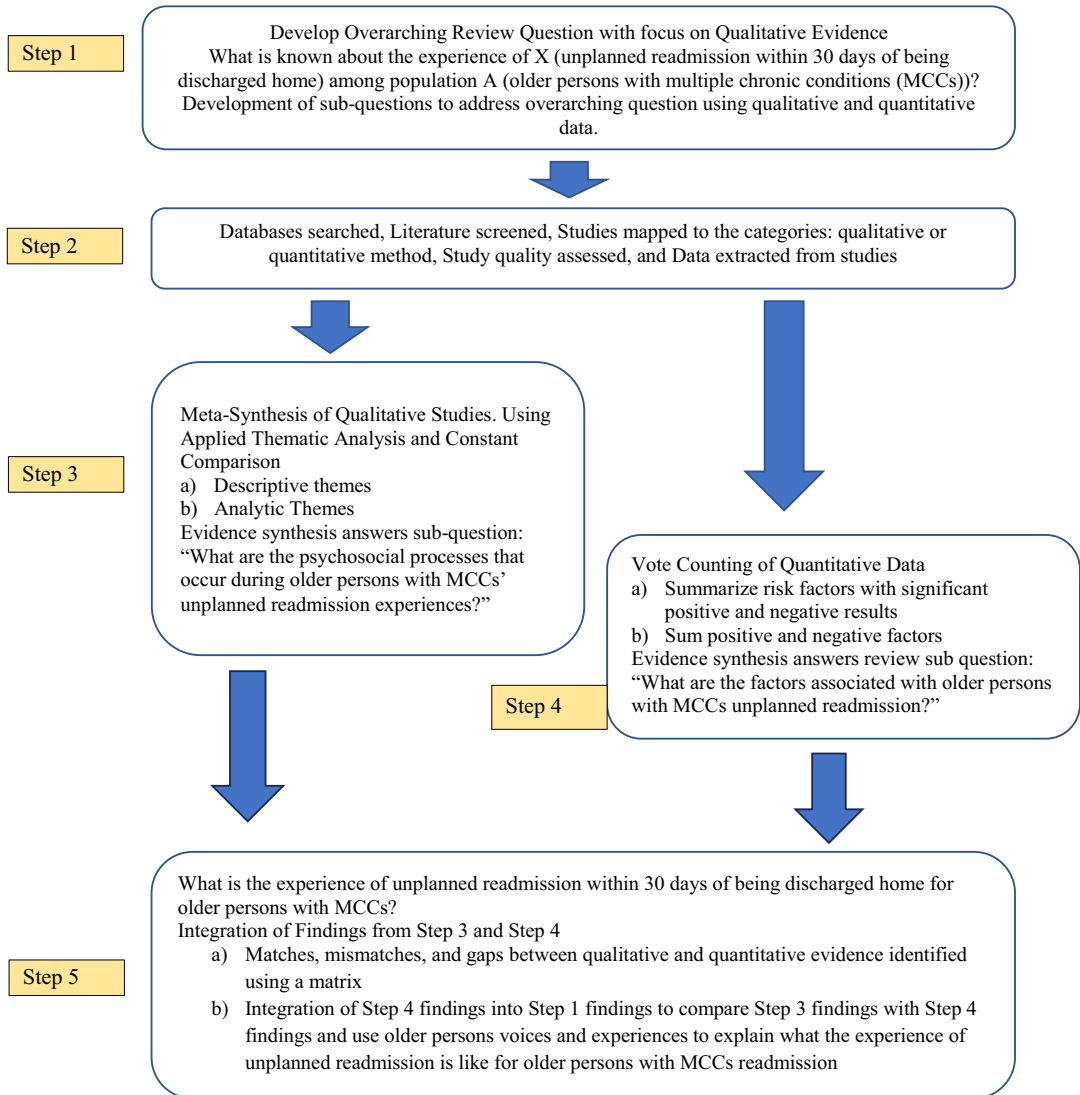 Step 1
Develop Overarching Review Question with focus on Qualitative Evidence
What is known about the experience of X (unplanned readmission within 30 days of being
discharged home) among population A (older persons with multiple chronic conditions (MCCs))?
Development of sub-questions to address overarching question using qualitative and quantitative
data.
Step 2
Databases searched, Literature screened, Studies mapped to the categories: qualitative or
quantitative method, Study quality assessed, and Data extracted from studies
Step 3
Meta-Synthesis of Qualitative Studies. Using
Applied Thematic Analysis and Constant
Comparison
a) Descriptive themes
b) Analytic Themes
Evidence synthesis answers sub-question:
“What are the psychosocial processes that
occur during older persons with MCCs’
unplanned readmission experiences?”
Step 4
Vote Counting of Quantitative Data
a) Summarize risk factors with significant
positive and negative results
b) Sum positive and negative factors
Evidence synthesis answers review sub question:
“What are the factors associated with older persons
with MCCs unplanned readmission?”
Step 5
What is the experience of unplanned readmission within 30 days of being discharged home for
older persons with MCCs?
Integration of Findings from Step 3 and Step 4
a) Matches, mismatches, and gaps between qualitative and quantitative evidence identified
using a matrix
b) Integration of Step 4 findings into Step 1 findings to compare Step 3 findings with Step 4
findings and use older persons voices and experiences to explain what the experience of
unplanned readmission is like for older persons with MCCs readmission